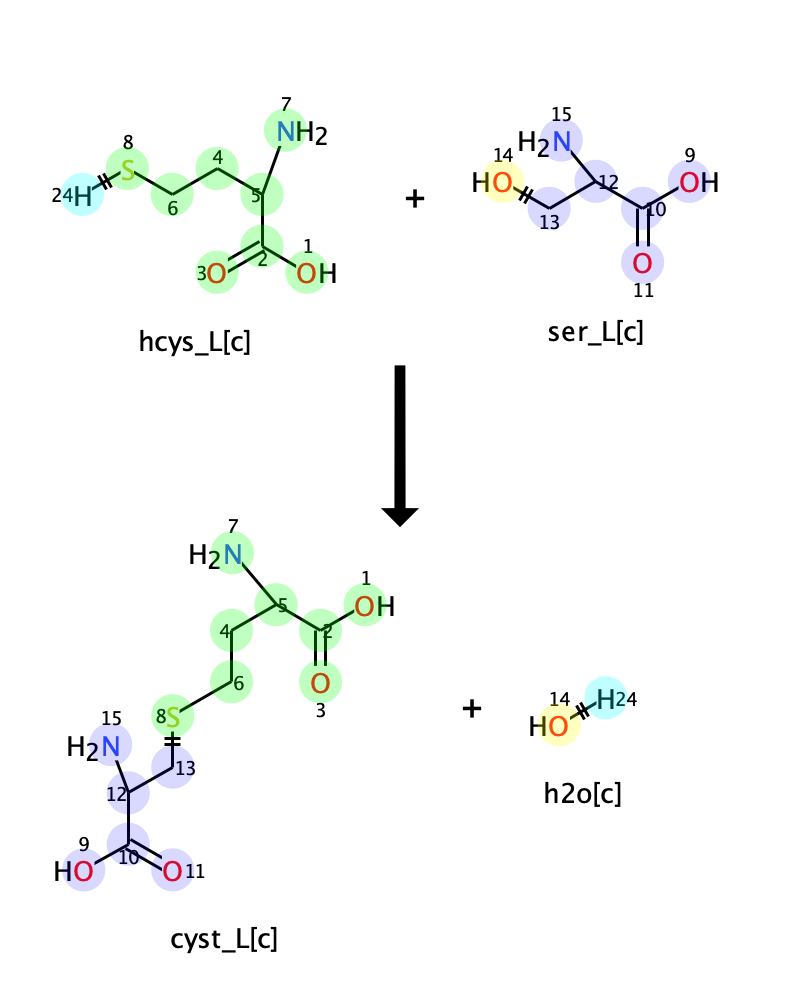 7
NH2
15
H2N
8
S
4
14
HO
9
OH
24H
6
5
+
12
13
10
3O
2
1
OH
O
11
hcys_L[c]
ser_L[c]
7
H2N
1
OH
5
4
2
6
O
3
8S
+
14
HO
H24
15
H2N
13
12
h2o[c]
9
HO
10
O11
cyst_L[c]